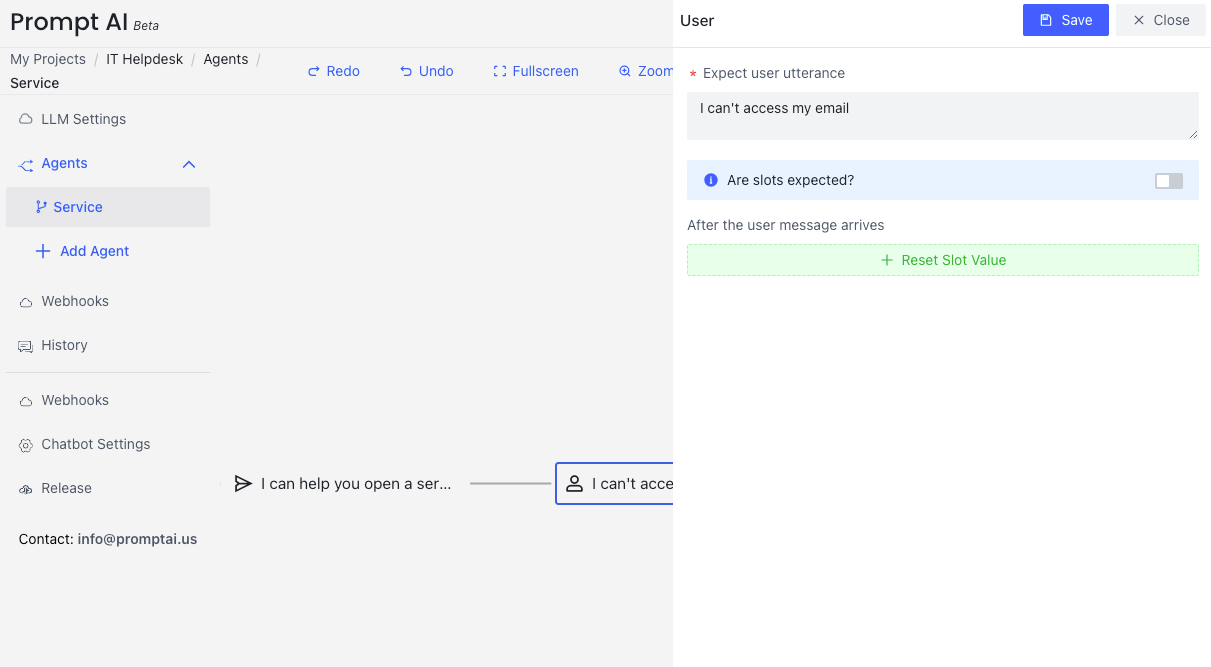 Prompt AI Beta
My Projects / IT Helpdesk / Agents /
Service
Redo
Undo
Fullscreen
Zoom
LLM Settings
Agents
Service
Add Agent
Webhooks
History
Webhooks
Chatbot Settings
Release
Contact: info@promptai.us
I can help you open a ser...
I can't acce
User
Save
Close
* Expect user utterance
I can't access my email
Are slots expected?
After the user message arrives
+ Reset Slot Value